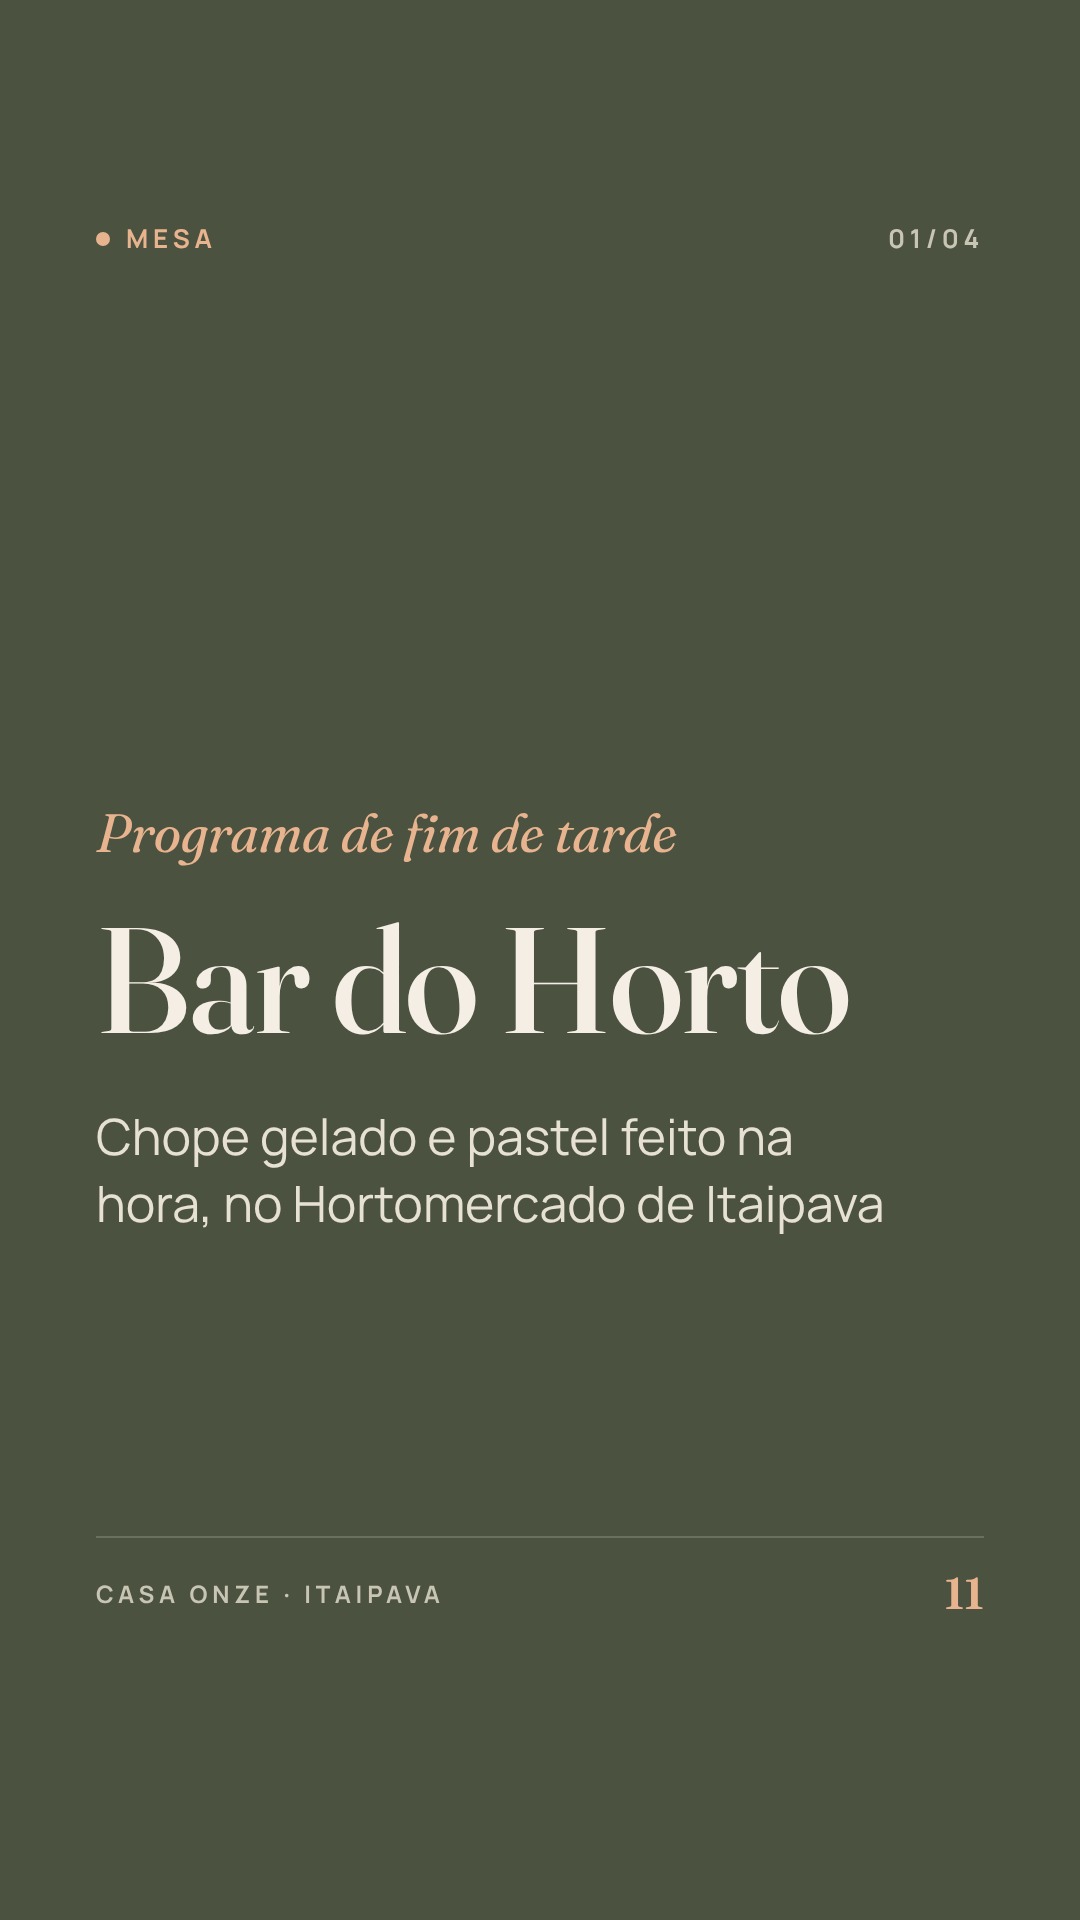 MESA
01/04
Programa de fim de tarde
Bar do Horto
Chope gelado e pastel feito na
hora, no Hortomercado de Itaipava
CASA ONZE · ITAIPAVA
11